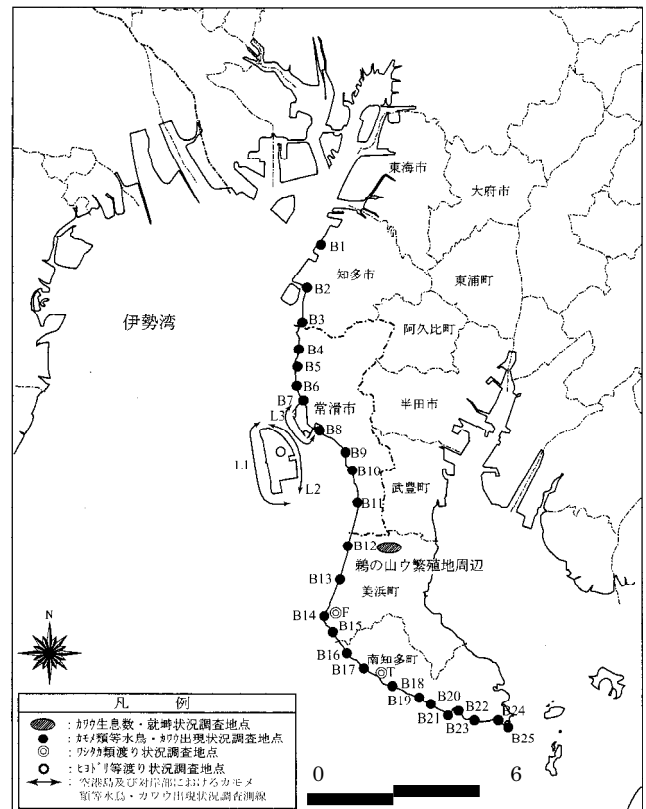 東海市
大府市
B1
知多市
東浦町
B2
伊勢湾
B3
阿久比町
B4
B5
B6
B7
常滑市
半田市
L3
B8
B9
L1
B10
武豊町
L2
B11
B12
鵜の山ウ繁殖地周辺
B13
美浜町
B14
F
B15
N
B16
南知多町
B17
T
B18
B19
B20
B22
B24
B21
B23
B25
凡 例
: ｶﾜｳ生息数・就塒状況調査地点
: ｶﾓﾒ類等水鳥・ｶﾜｳ出現状況調査地点
: ﾜｼﾀｶ類渡り状況調査地点
: ﾋﾖﾄﾞﾘ等渡り状況調査地点
: 空港島及び対岸部におけるカモメ
類等水鳥・カワウ出現状況調査測線
0 6